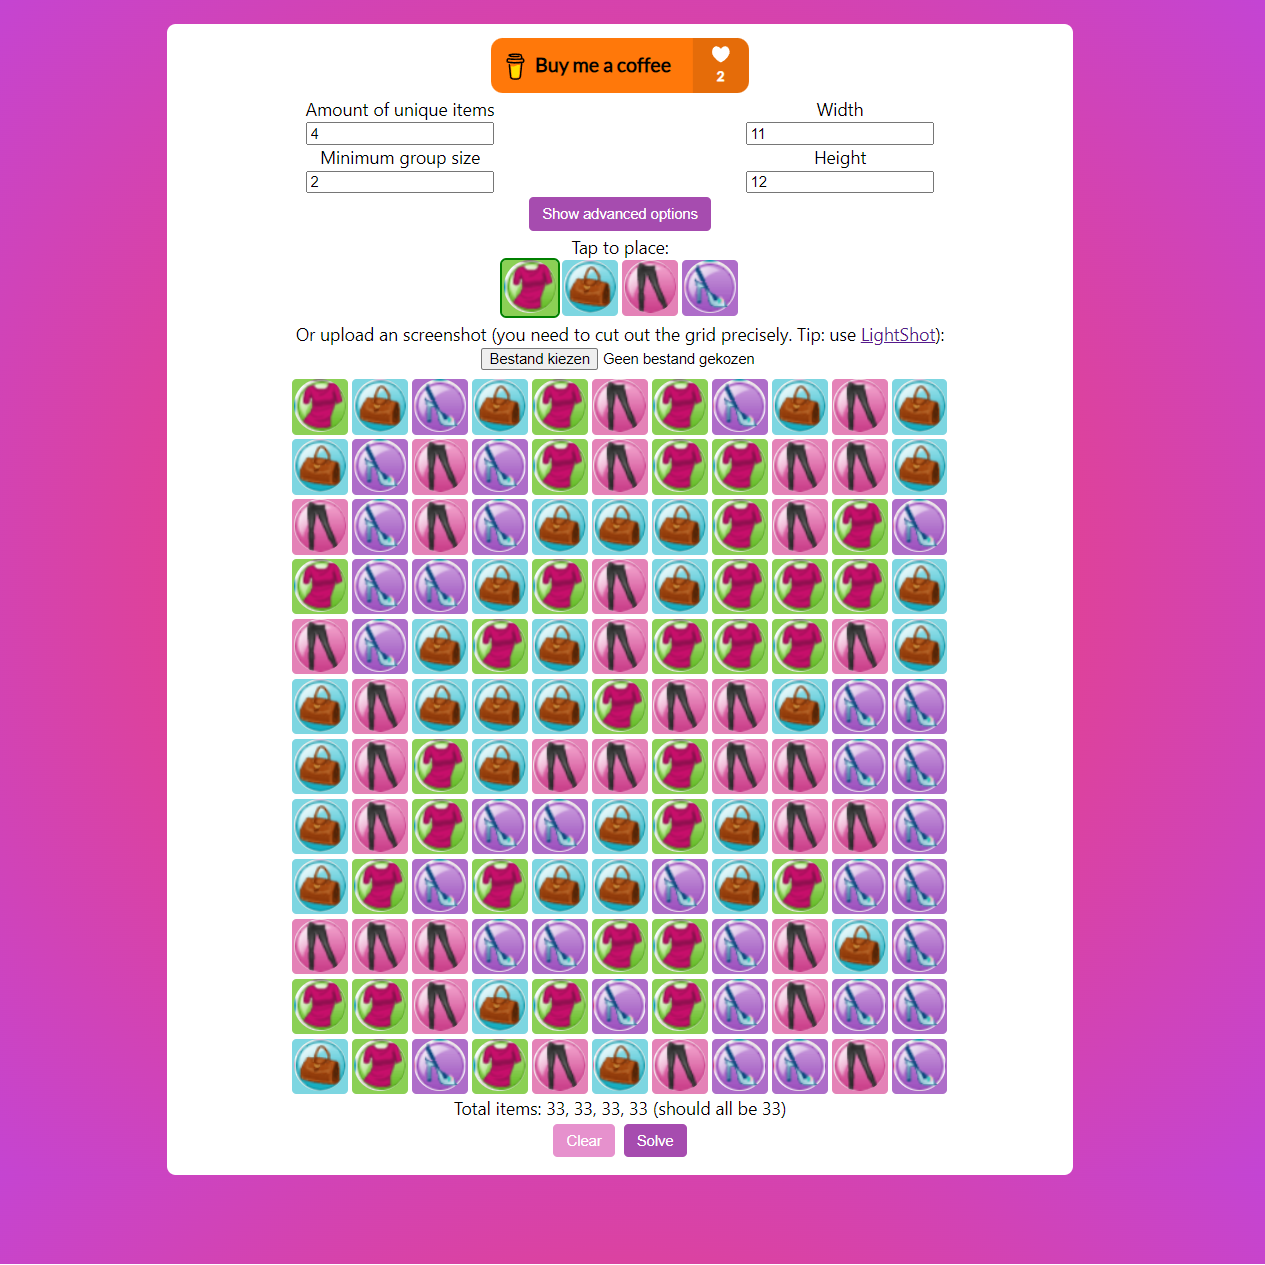 Buy me a coffee
2
Amount of unique items
4
Width
11
Minimum group size
2
Height
12
Show advanced options
Tap to place:
Or upload an screenshot (you need to cut out the grid precisely. Tip: use LightShot):
Bestand kiezen Geen bestand gekozen
Total items: 33, 33, 33, 33 (should all be 33)
Clear Solve